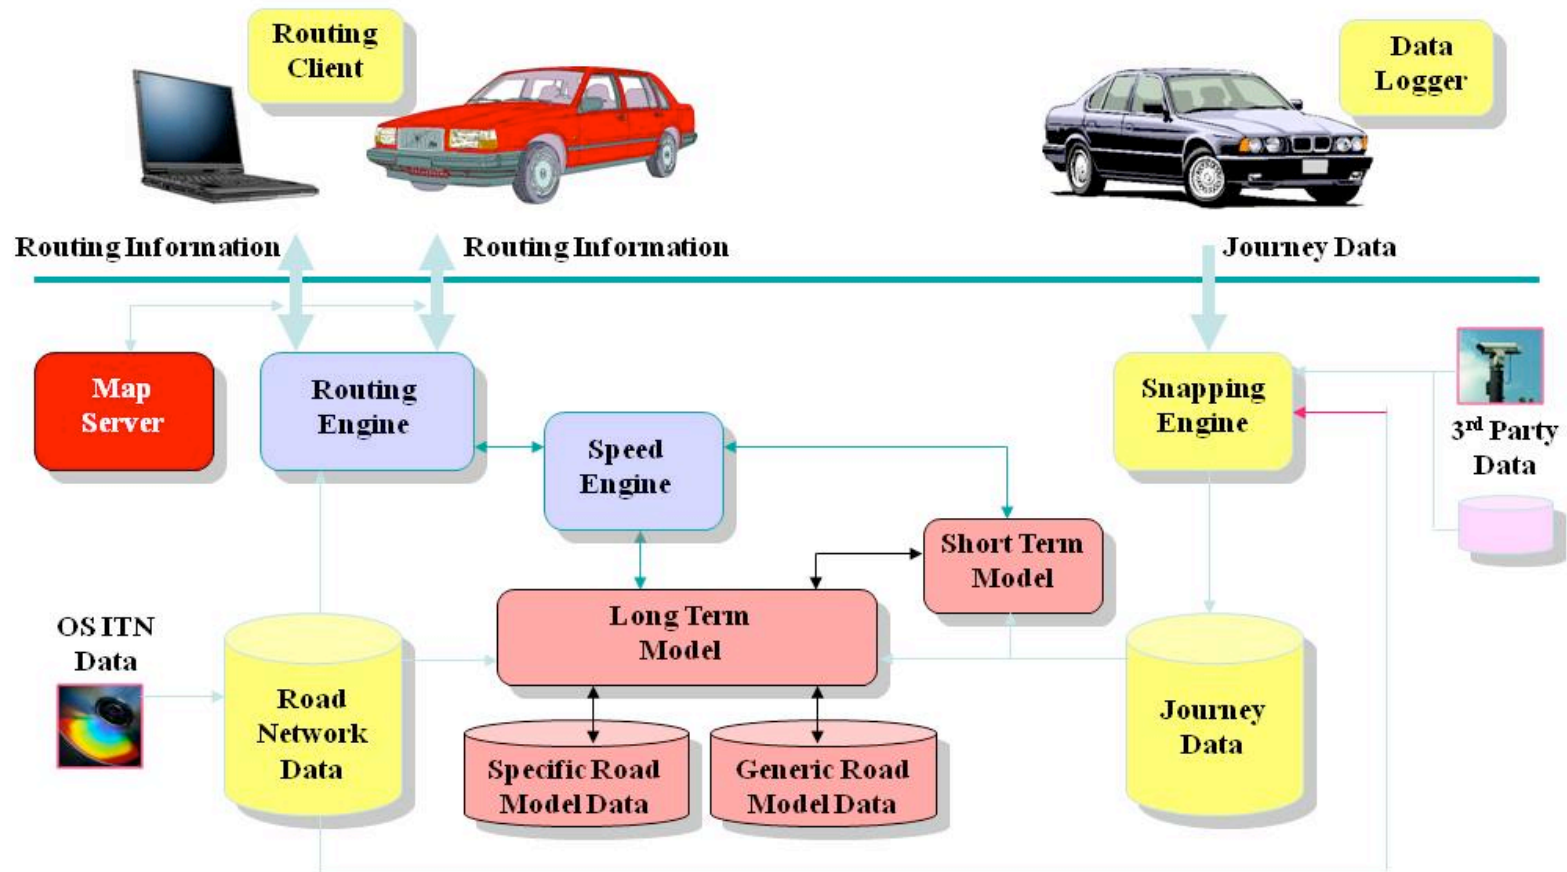 Routing
Client
Data
Logger
Routing Information
Routing Information
Journey Data
Map
Server
Routing
Engine
Speed
Engine
Snapping
Engine
3rd Party
Data
Short Term
Model
Long Term
Model
OS ITN
Data
Road
Network
Data
Specific Road
Model Data
Generic Road
Model Data
Journey
Data